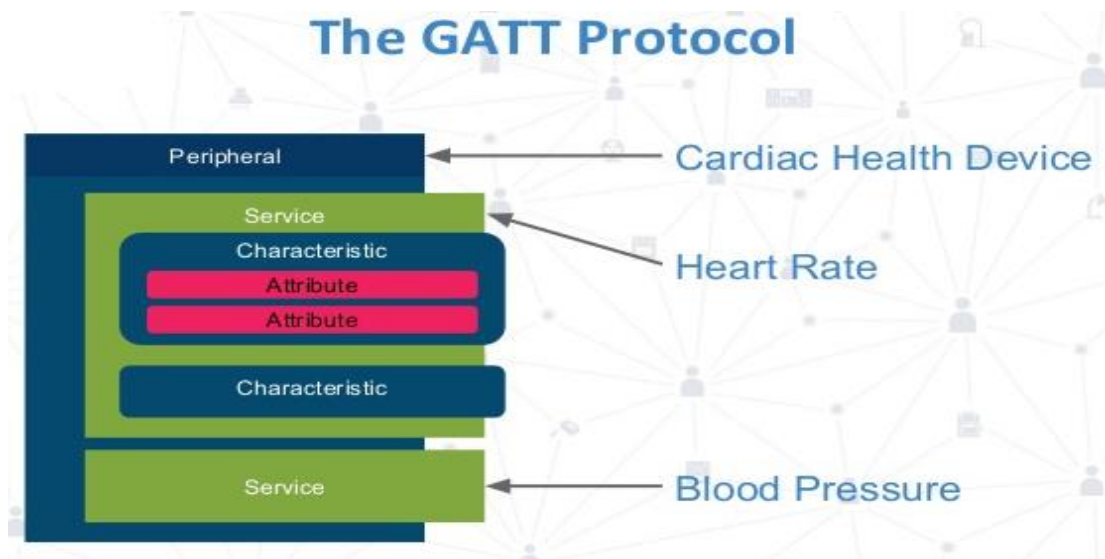 The GATT Protocol
Peripheral
Cardiac Health Device
Service
Characteristic
Heart Rate
Attribute
Attribute
Characteristic
Service
Blood Pressure